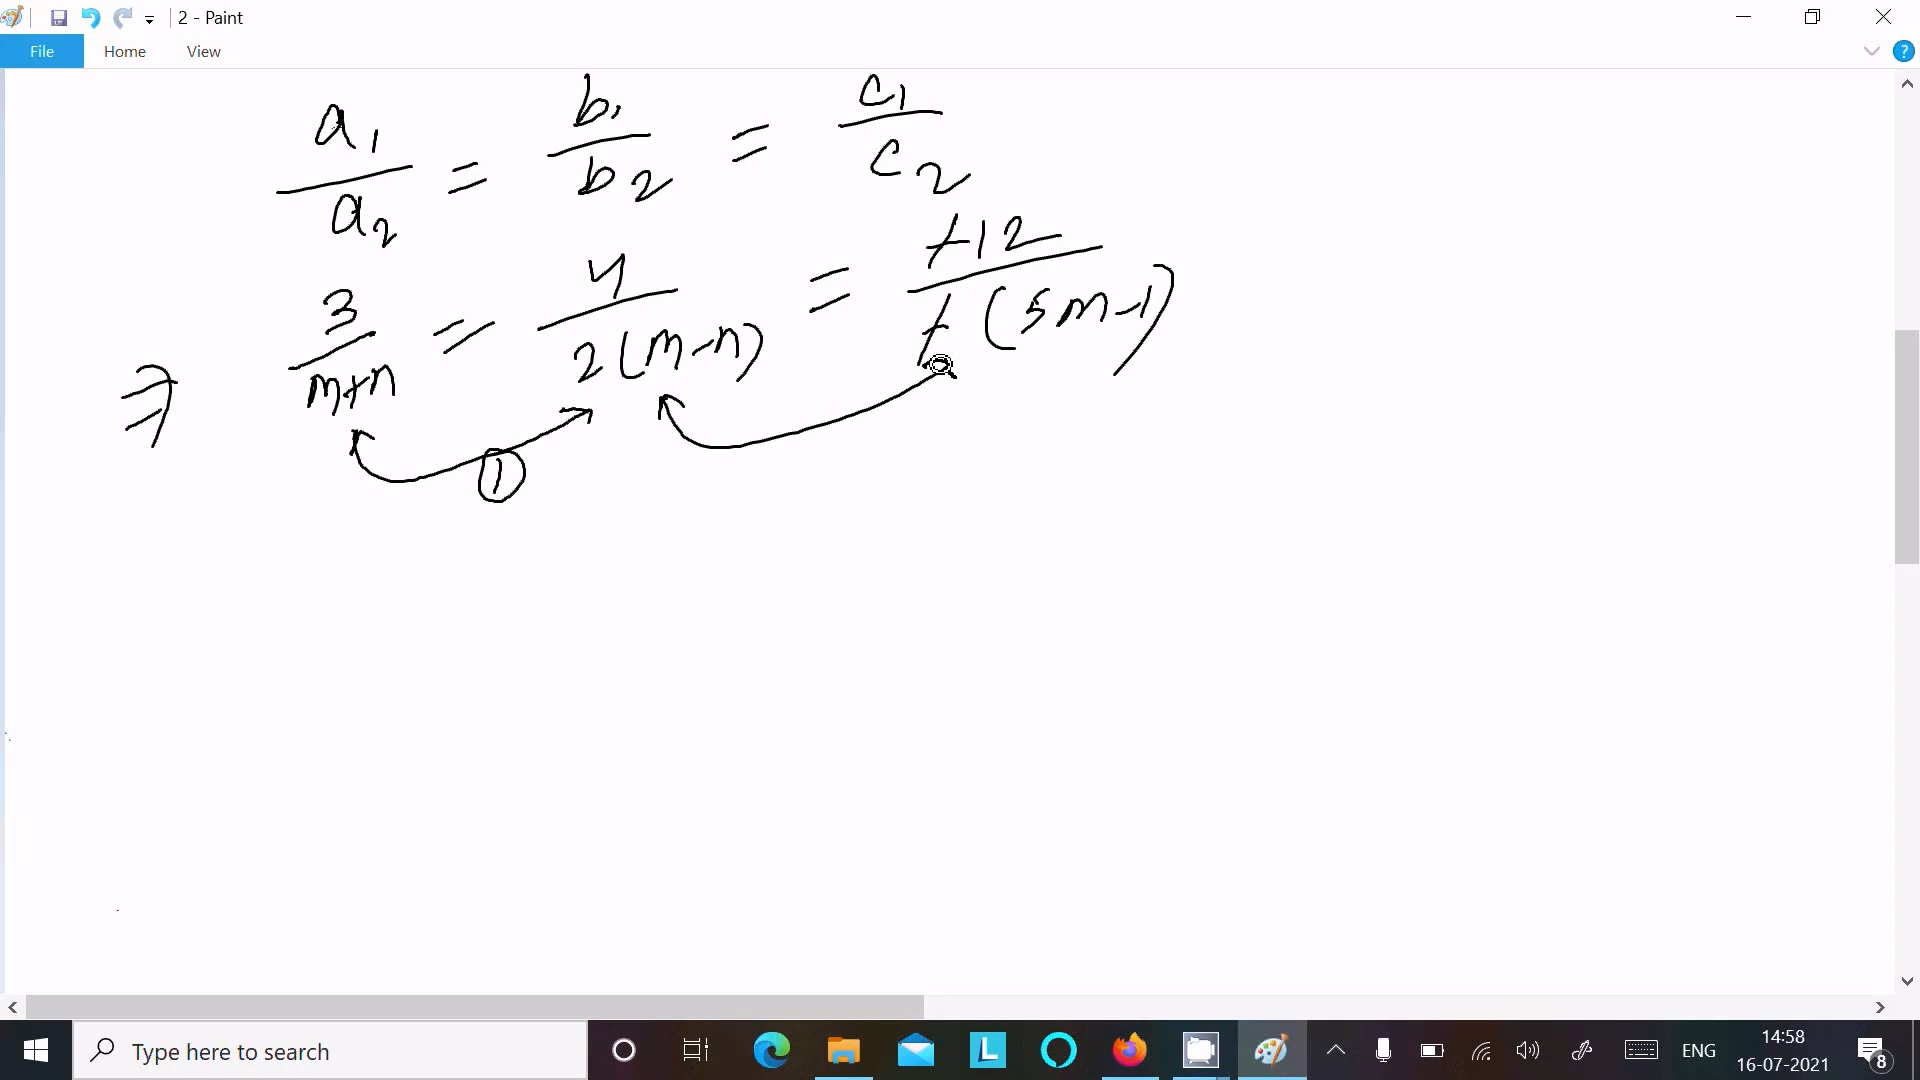 2 - Paint
File Home View
a1/a2 = b1/b2 = c1/c2
⇒ 3/(m+n) = 4/(2(m-n)) = -12/(-(5m-1))
①
Type here to search
ENG
14:58
16-07-2021
8